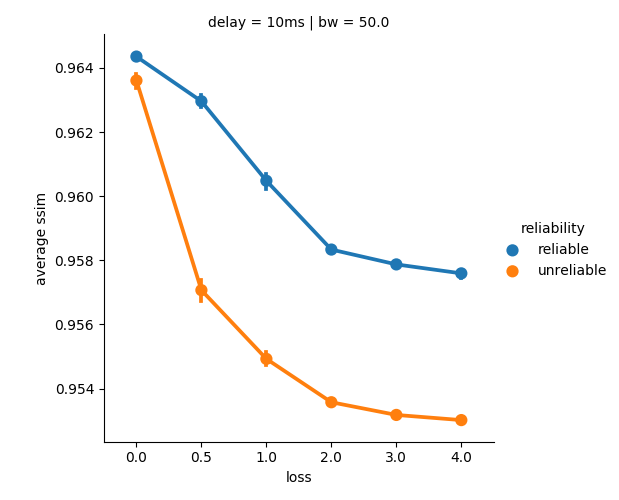 delay = 10ms | bw = 50.0
0.964
0.962
0.960
0.958
0.956
0.954
average ssim
0.0 0.5 1.0 2.0 3.0 4.0
loss
reliability
reliable
unreliable